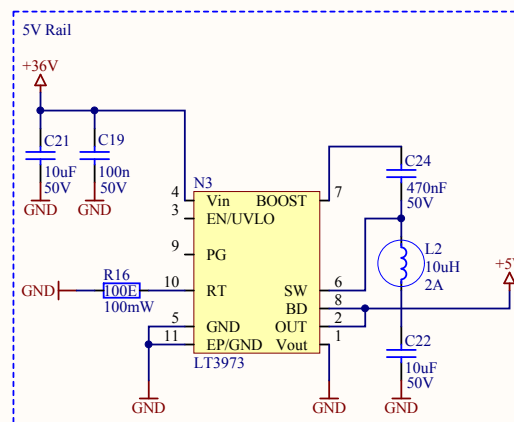 5V Rail
+36V
C21
10uF
50V
GND
C19
100n
50V
GND
N3
4 Vin
3 EN/UVLO
9 PG
10 RT
5 GND
11 EP/GND
BOOST 7
SW 6
BD 8
OUT 2
Vout 1
LT3973
GND
R16
100E
100mW
GND
GND
C24
470nF
50V
L2
10uH
2A
+5V
C22
10uF
50V
GND